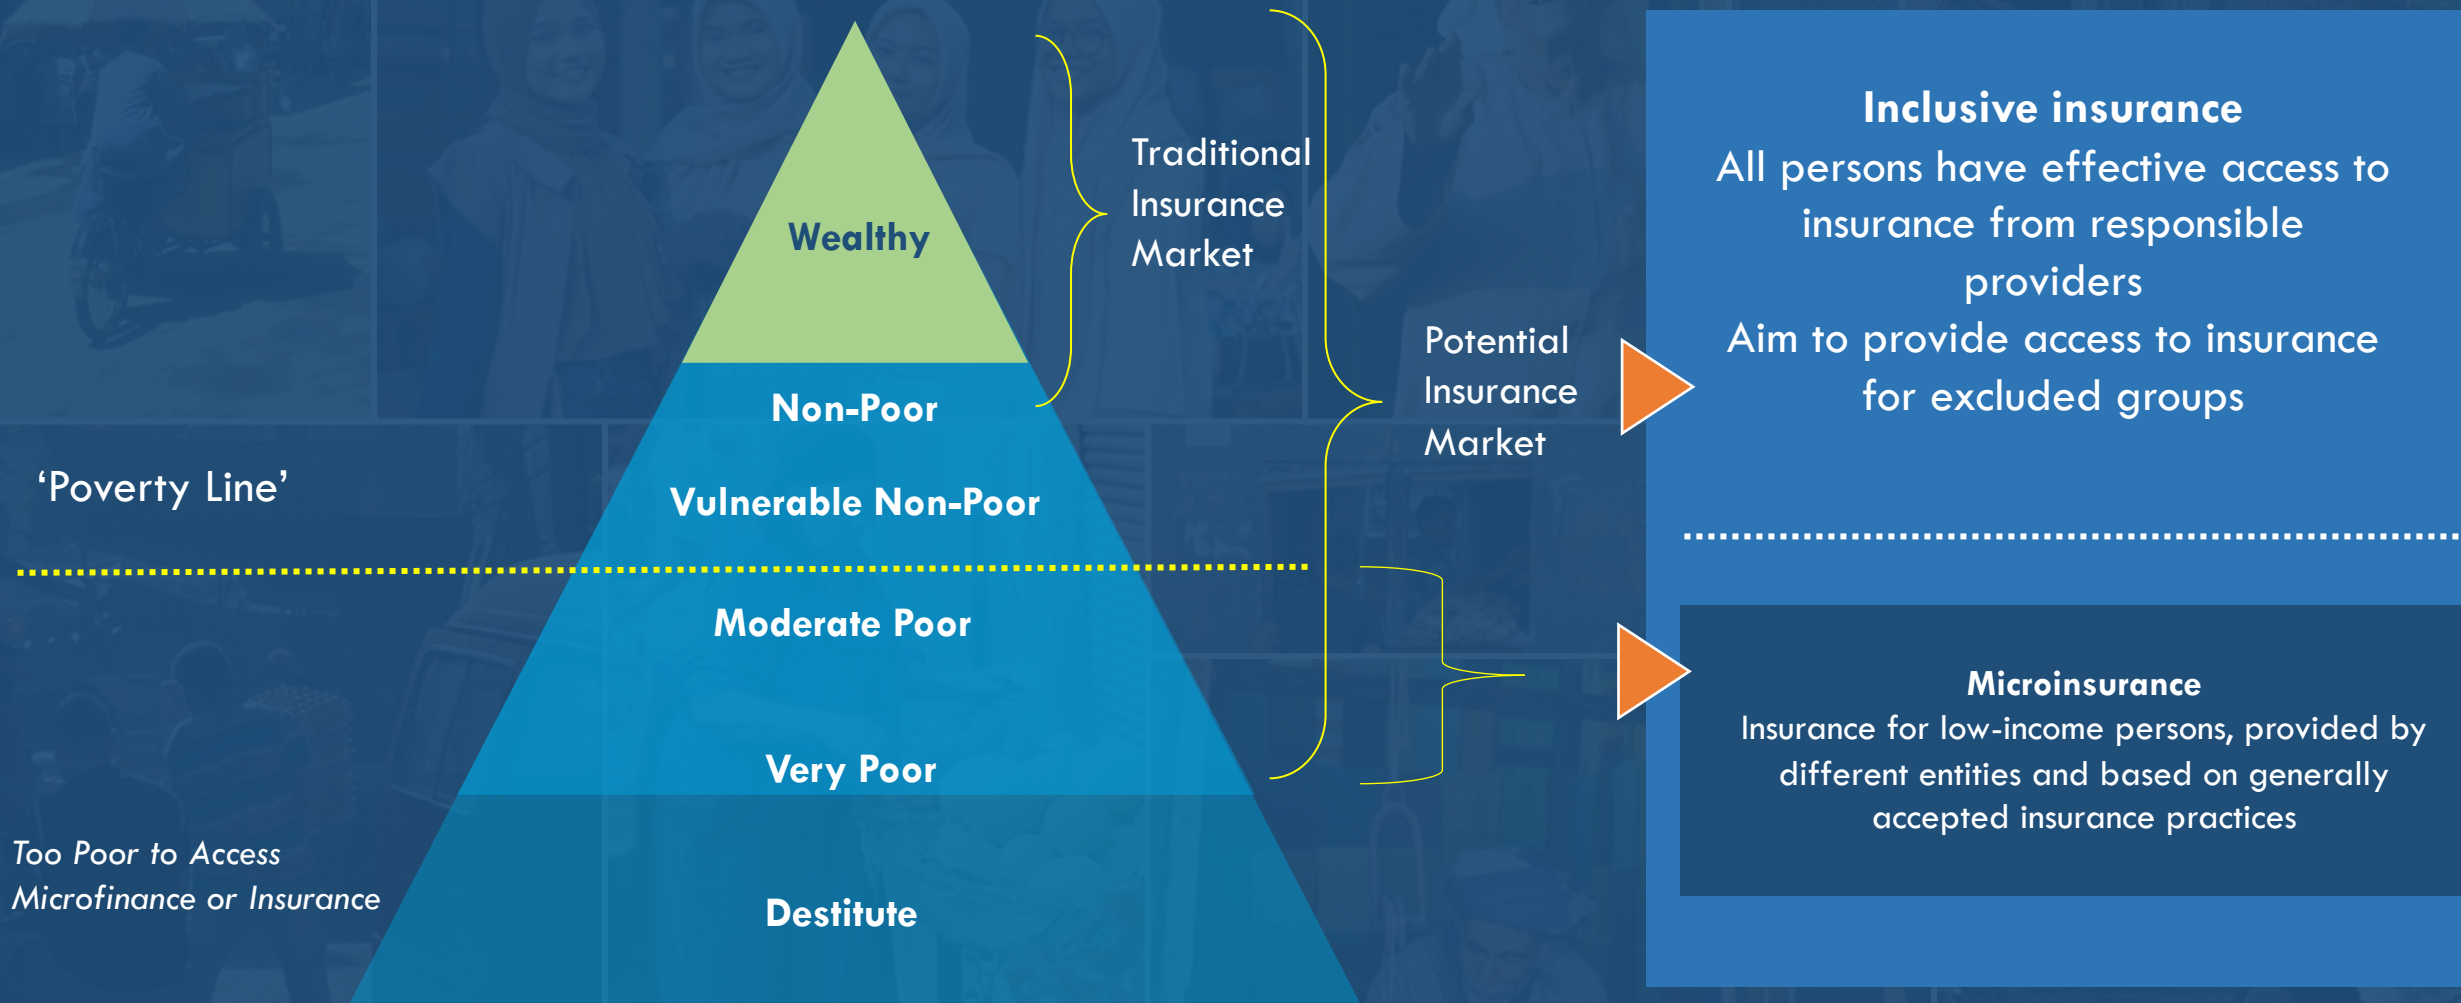 Wealthy
Non-Poor
Vulnerable Non-Poor
Moderate Poor
Very Poor
Destitute
‘Poverty Line’
Too Poor to Access
Microfinance or Insurance
Traditional
Insurance
Market
Potential
Insurance
Market
Inclusive insurance
All persons have effective access to
insurance from responsible
providers
Aim to provide access to insurance
for excluded groups
Microinsurance
Insurance for low-income persons, provided by
different entities and based on generally
accepted insurance practices